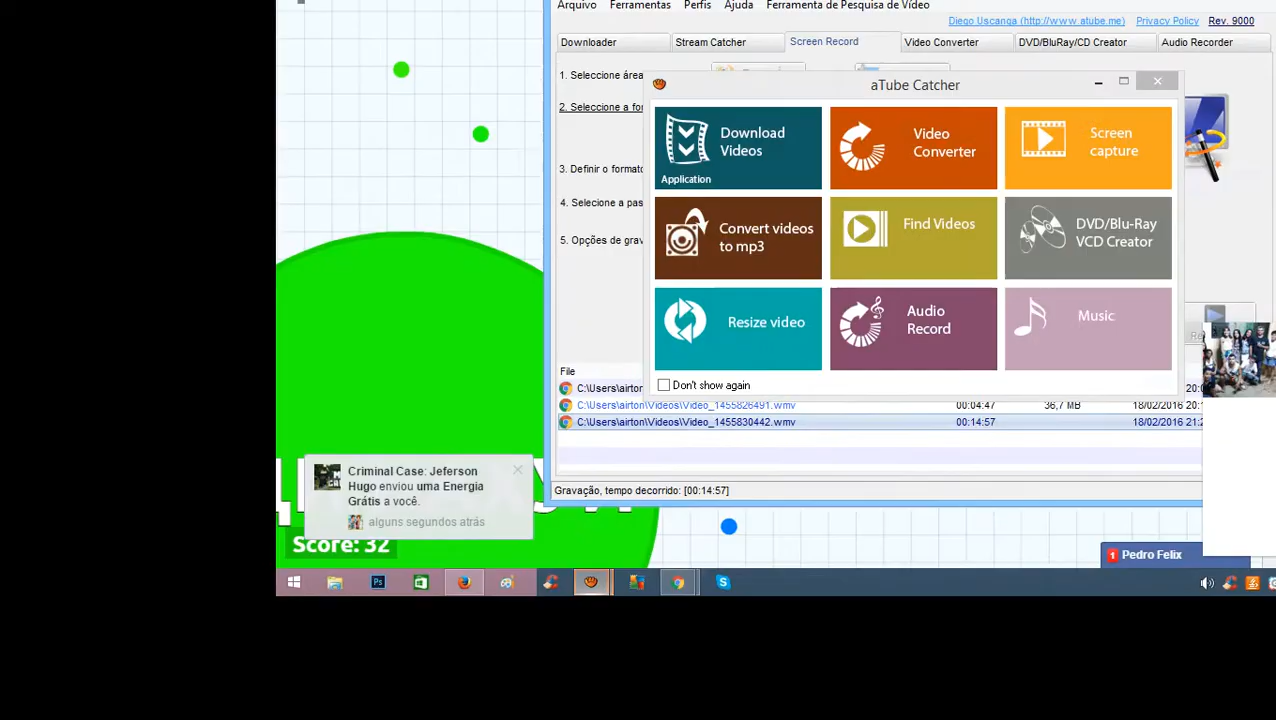 Arquivo Ferramentas Perfis Ajuda Ferramenta de Pesquisa de Vídeo
Diego Uscanga (http://www.atube.me) Privacy Policy Rev. 9000
Downloader Stream Catcher Screen Record Video Converter DVD/BluRay/CD Creator Audio Recorder
1. Seleccione área
2. Seleccione a for
3. Definir o formato
4. Selecione a pas
5. Opções de grav
aTube Catcher
Download
Videos
Application
Video
Converter
Screen
capture
Convert videos
to mp3
Find Videos
DVD/Blu-Ray
VCD Creator
Resize video
Audio
Record
Music
Don't show again
File
C:\Users\airton
C:\Users\airton\Videos\Video_1455826491.wmv 00:04:47 36,7 MB 18/02/2016 20:
C:\Users\airton\Videos\Video_1455830442.wmv 00:14:57 18/02/2016 21:
Gravação, tempo decorrido: [00:14:57]
Criminal Case: Jeferson
Hugo enviou uma Energia
Grátis a você.
alguns segundos atrás
Score: 32
1 Pedro Felix